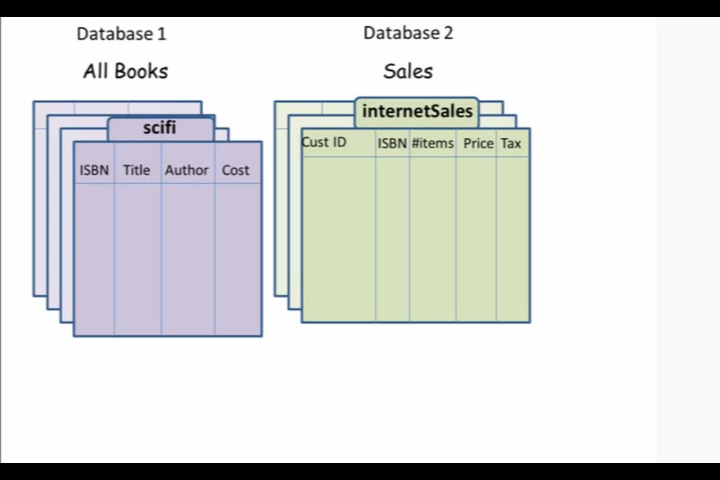 Database 1
All Books
scifi
ISBN Title Author Cost
Database 2
Sales
internetSales
Cust ID ISBN #items Price Tax